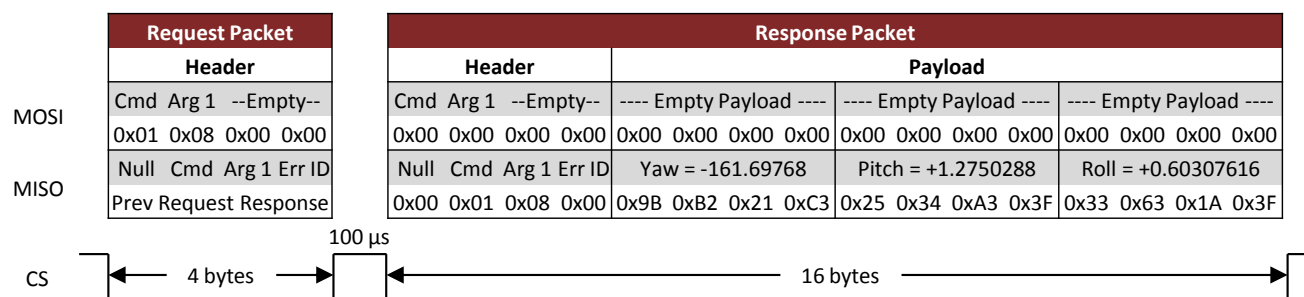 Request Packet Response Packet
Header Header Payload
MOSI
Cmd Arg 1 --Empty-- Cmd Arg 1 --Empty-- ---- Empty Payload ---- ---- Empty Payload ---- ---- Empty Payload ----
0x01 0x08 0x00 0x00 0x00 0x00 0x00 0x00 0x00 0x00 0x00 0x00 0x00 0x00 0x00 0x00 0x00 0x00 0x00 0x00
MISO
Null Cmd Arg 1 Err ID Null Cmd Arg 1 Err ID Yaw = -161.69768 Pitch = +1.2750288 Roll = +0.60307616
Prev Request Response 0x00 0x01 0x08 0x00 0x9B 0xB2 0x21 0xC3 0x25 0x34 0xA3 0x3F 0x33 0x63 0x1A 0x3F
100 µs
CS 4 bytes 16 bytes